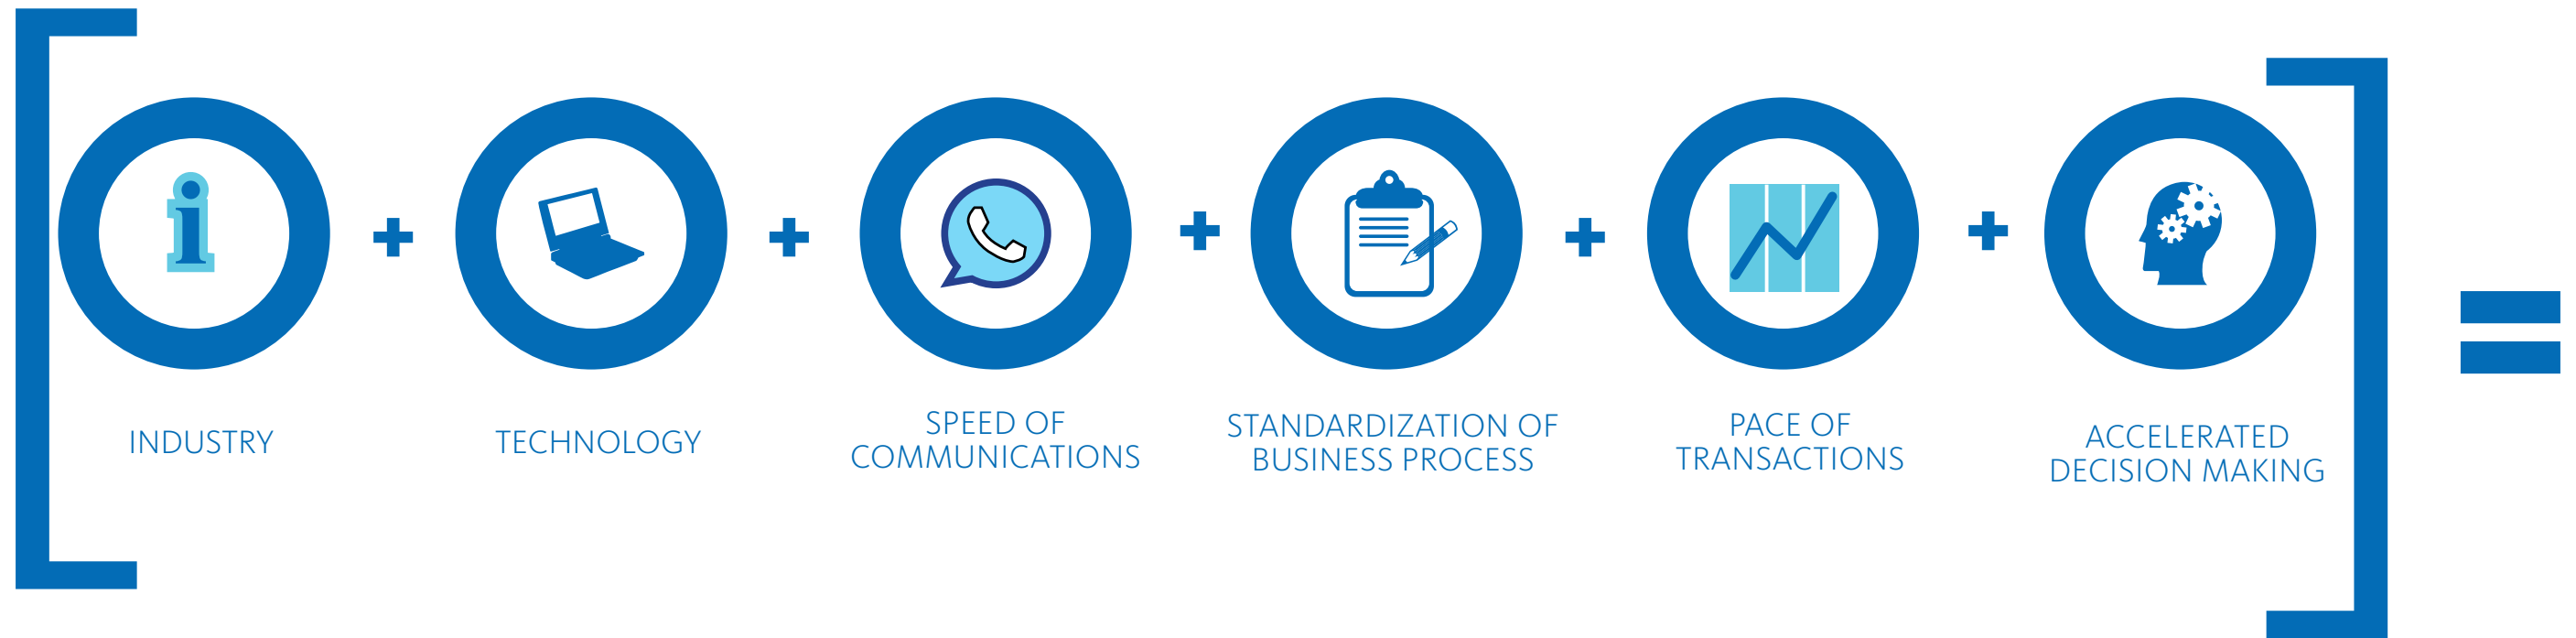 INDUSTRY
TECHNOLOGY
SPEED OF
COMMUNICATIONS
STANDARDIZATION OF
BUSINESS PROCESS
PACE OF
TRANSACTIONS
ACCELERATED
DECISION MAKING